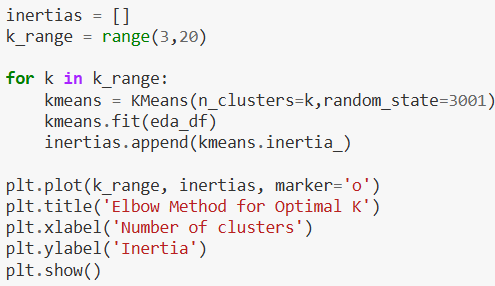 inertias = []
k_range = range(3,20)
for k in k_range:
    kmeans = KMeans(n_clusters=k,random_state=3001)
    kmeans.fit(eda_df)
    inertias.append(kmeans.inertia_)
plt.plot(k_range, inertias, marker='o')
plt.title('Elbow Method for Optimal K')
plt.xlabel('Number of clusters')
plt.ylabel('Inertia')
plt.show()